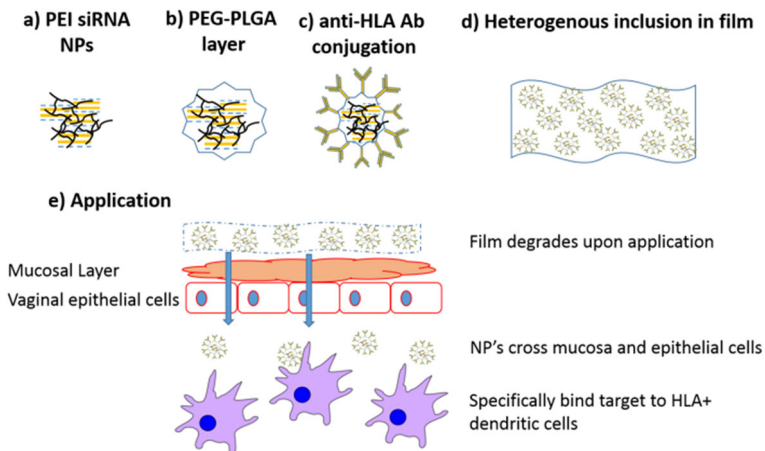 a) PEI siRNA
NPs
b) PEG-PLGA
layer
c) anti-HLA Ab
conjugation
d) Heterogenous inclusion in film
e) Application
Film degrades upon application
Mucosal Layer
Vaginal epithelial cells
NP's cross mucosa and epithelial cells
Specifically bind target to HLA+
dendritic cells